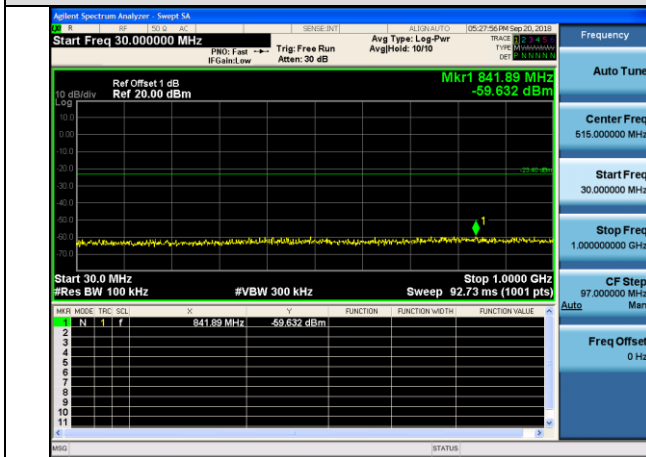 Agilent Spectrum Analyzer - Swept SA
R RF 50 Ω AC SENSE:INT ALIGN AUTO 05:27:56 PM Sep 20, 2018
Start Freq 30.000000 MHz
PNO: Fast
IFGain:Low
Trig: Free Run
Atten: 30 dB
Avg Type: Log-Pwr
Avg|Hold: 10/10
TRACE 1 2 3 4 5 6
TYPE M
DET P N N N N N
Frequency
Auto Tune
Center Freq
515.000000 MHz
Start Freq
30.000000 MHz
Stop Freq
1.000000000 GHz
CF Step
97.000000 MHz
Auto Man
Freq Offset
0 Hz
Mkr1 841.89 MHz
-59.632 dBm
Ref Offset 1 dB
10 dB/div Ref 20.00 dBm
Log
10.0
0.00
-10.0
-20.0
-30.0
-40.0
-50.0
-60.0
-70.0
1
Start 30.0 MHz Stop 1.0000 GHz
#Res BW 100 kHz #VBW 300 kHz Sweep 92.73 ms (1001 pts)
MKR MODE TRC SCL X Y FUNCTION FUNCTION WIDTH FUNCTION VALUE
1 N 1 f 841.89 MHz -59.632 dBm
2
3
4
5
6
7
8
9
10
11
MSG STATUS